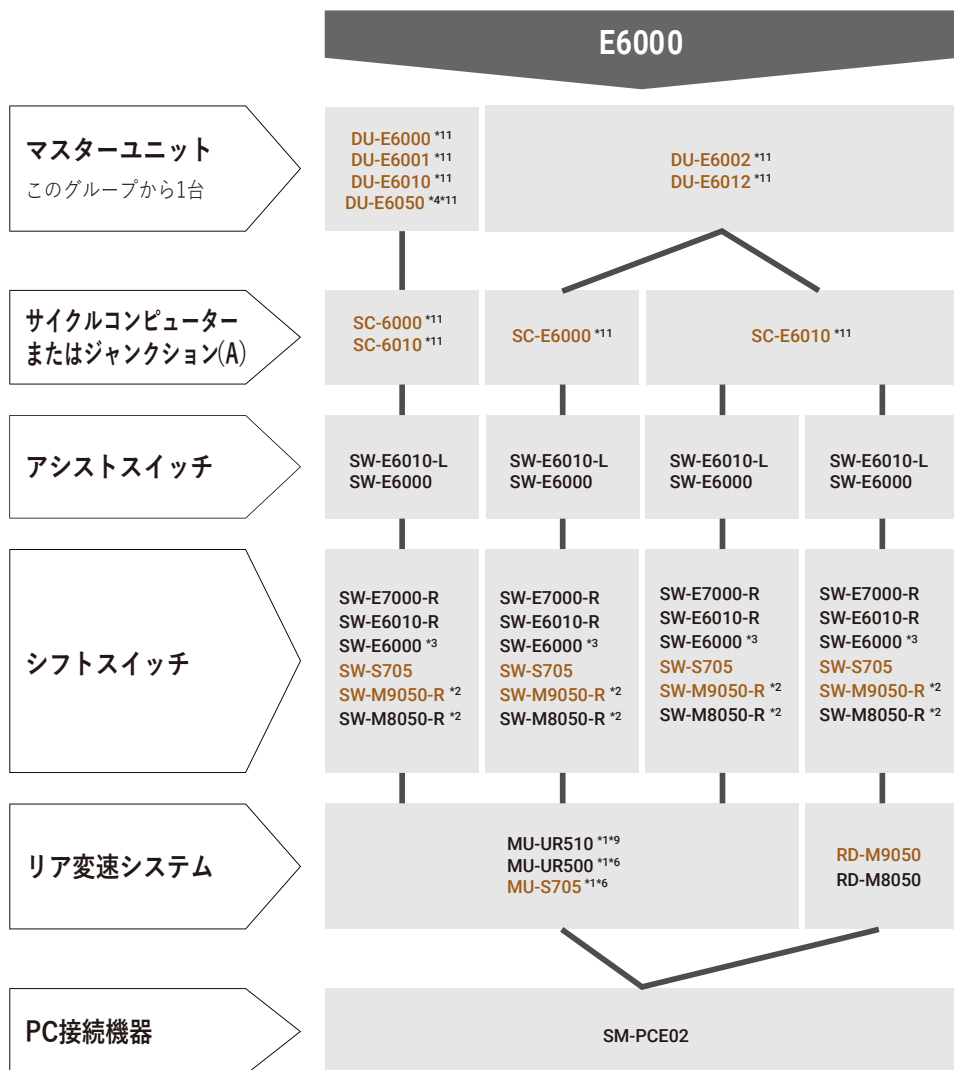 E6000
マスターユニット
このグループから1台
DU-E6000 *11
DU-E6001 *11
DU-E6010 *11
DU-E6050 *4*11
DU-E6002 *11
DU-E6012 *11
サイクルコンピューター
またはジャンクション(A)
SC-6000 *11
SC-6010 *11
SC-E6000 *11
SC-E6010 *11
アシストスイッチ
SW-E6010-L
SW-E6000
SW-E6010-L
SW-E6000
SW-E6010-L
SW-E6000
SW-E6010-L
SW-E6000
シフトスイッチ
SW-E7000-R
SW-E6010-R
SW-E6000 *3
SW-S705
SW-M9050-R *2
SW-M8050-R *2
SW-E7000-R
SW-E6010-R
SW-E6000 *3
SW-S705
SW-M9050-R *2
SW-M8050-R *2
SW-E7000-R
SW-E6010-R
SW-E6000 *3
SW-S705
SW-M9050-R *2
SW-M8050-R *2
SW-E7000-R
SW-E6010-R
SW-E6000 *3
SW-S705
SW-M9050-R *2
SW-M8050-R *2
リア変速システム
MU-UR510 *1*9
MU-UR500 *1*6
MU-S705 *1*6
RD-M9050
RD-M8050
PC接続機器
SM-PCE02